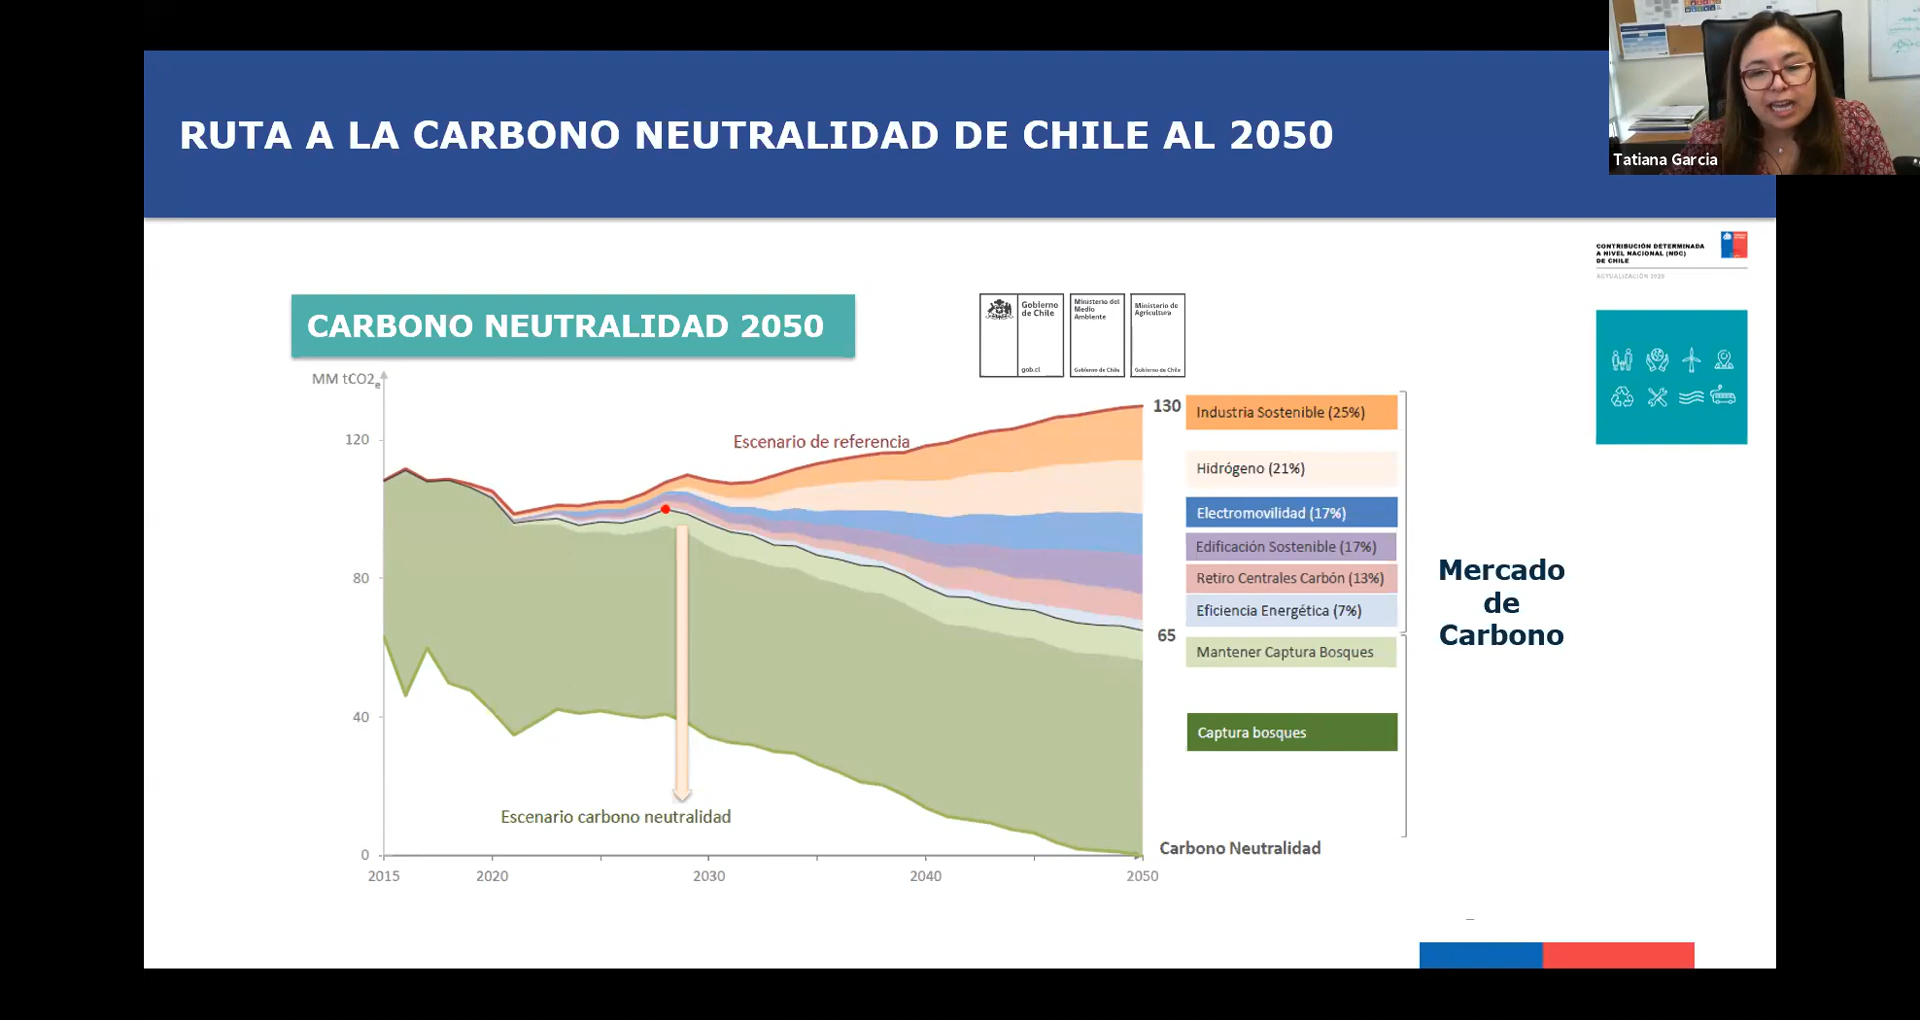 RUTA A LA CARBONO NEUTRALIDAD DE CHILE AL 2050
Tatiana Garcia
CONTRIBUCIÓN DETERMINADA
A NIVEL NACIONAL (NDC)
DE CHILE
ACTUALIZACIÓN 2020
CARBONO NEUTRALIDAD 2050
Gobierno
de Chile
gob.cl
Ministerio del
Medio
Ambiente
Gobierno de Chile
Ministerio de
Agricultura
Gobierno de Chile
MM tCO2e
120
80
40
0
2015
2020
2030
2040
2050
Escenario de referencia
Escenario carbono neutralidad
130
65
Industria Sostenible (25%)
Hidrógeno (21%)
Electromovilidad (17%)
Edificación Sostenible (17%)
Retiro Centrales Carbón (13%)
Eficiencia Energética (7%)
Mantener Captura Bosques
Captura bosques
Carbono Neutralidad
Mercado
de
Carbono